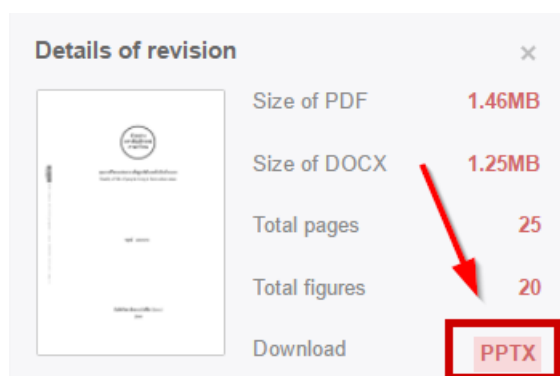 Details of revision ×
Size of PDF 1.46MB
Size of DOCX 1.25MB
Total pages 25
Total figures 20
Download PPTX